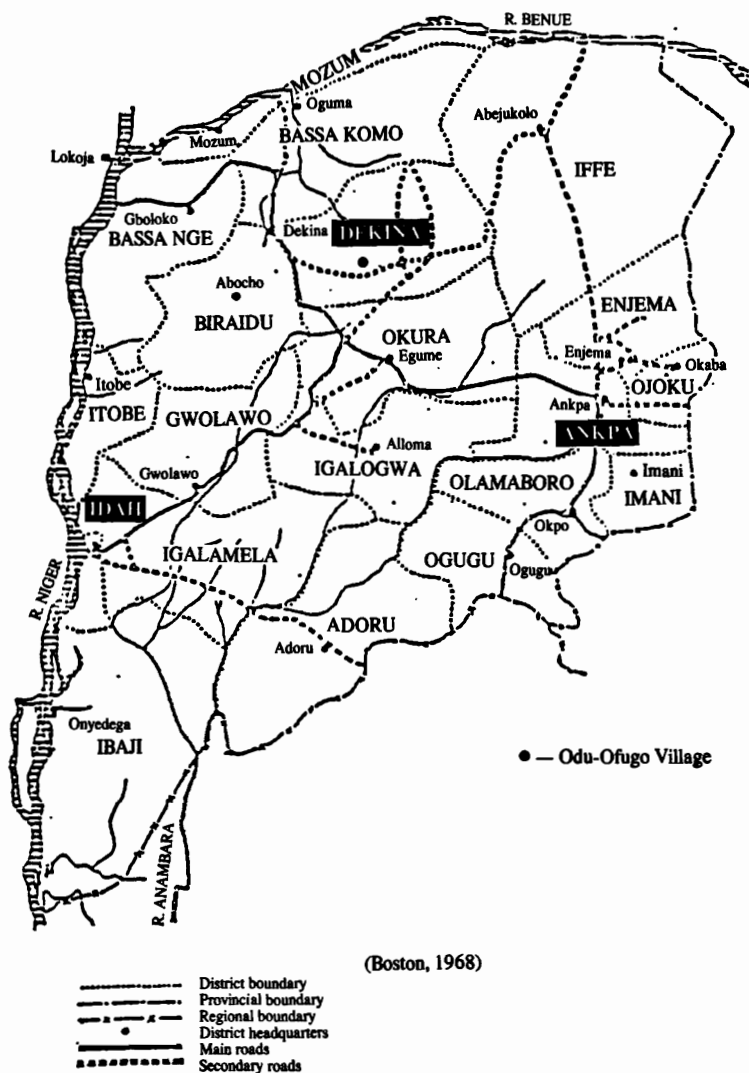 R. BENUE
MOZUM
Oguma
BASSA KOMO
Abejukolo
Mozum
Lokoja
IFFE
Gboloko
BASSA NGE
Dekina
DEKINA
Abocho
BIRAIDU
ENJEMA
OKURA
Egume
Enjema
Okaba
Itobe
OJOKU
ITOBE
GWOLAWO
Ankpa
ANKPA
Alloma
IGALOGWA
Gwolawo
OLAMABORO
Imani
IMANI
IDAH
Okpo
IGALAMELA
OGUGU
Ogugu
R. NIGER
ADORU
Adoru
Onyedega
IBAJI
● — Odu-Ofugo Village
R. ANAMBARA
(Boston, 1968)
District boundary
Provincial boundary
Regional boundary
District headquarters
Main roads
Secondary roads